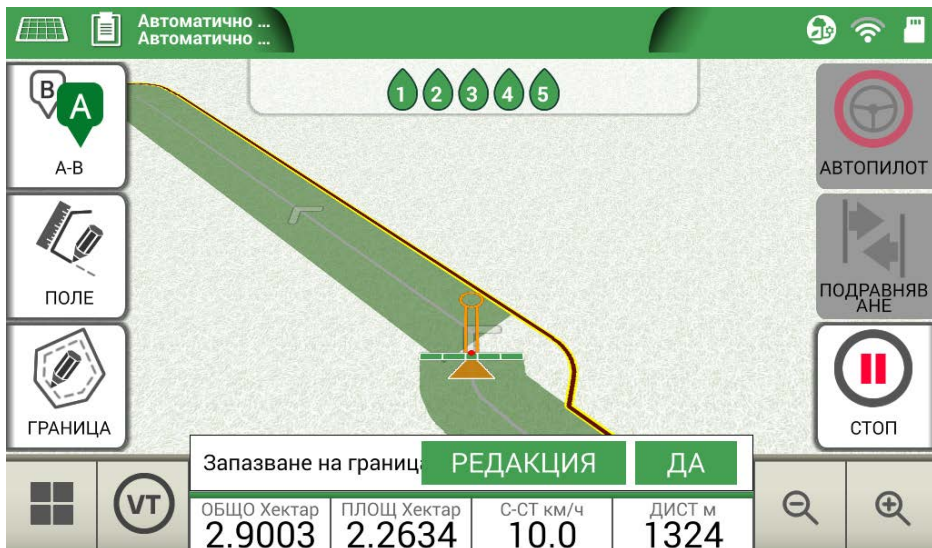 Автоматично ...
Автоматично ...
1 2 3 4 5
B
A
A-B
ПОЛЕ
ГРАНИЦА
АВТОПИЛОТ
ПОДРАВНЯВ
АНЕ
СТОП
Запазване на границ
РЕДАКЦИЯ
ДА
VT
ОБЩО Хектар
2.9003
ПЛОЩ Хектар
2.2634
С-СТ км/ч
10.0
ДИСТ м
1324